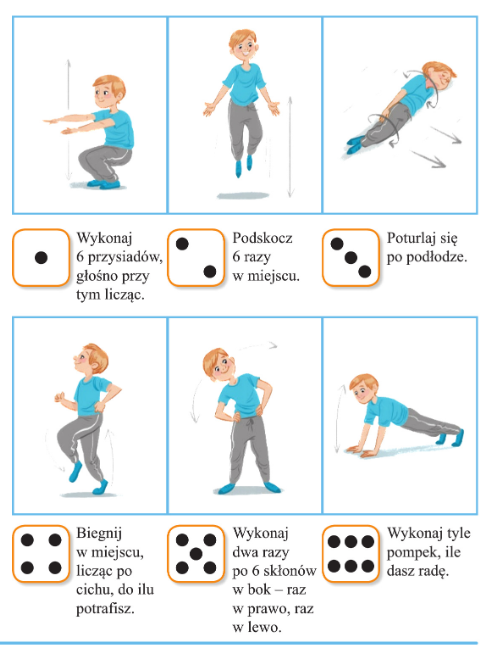 Wykonaj
6 przysiadów,
głośno przy
tym licząc.
Podskocz
6 razy
w miejscu.
Poturlaj się
po podłodze.
Biegnij
w miejscu,
licząc po
cichu, do ilu
potrafisz.
Wykonaj
dwa razy
po 6 skłonów
w bok – raz
w prawo, raz
w lewo.
Wykonaj tyle
pompek, ile
dasz radę.